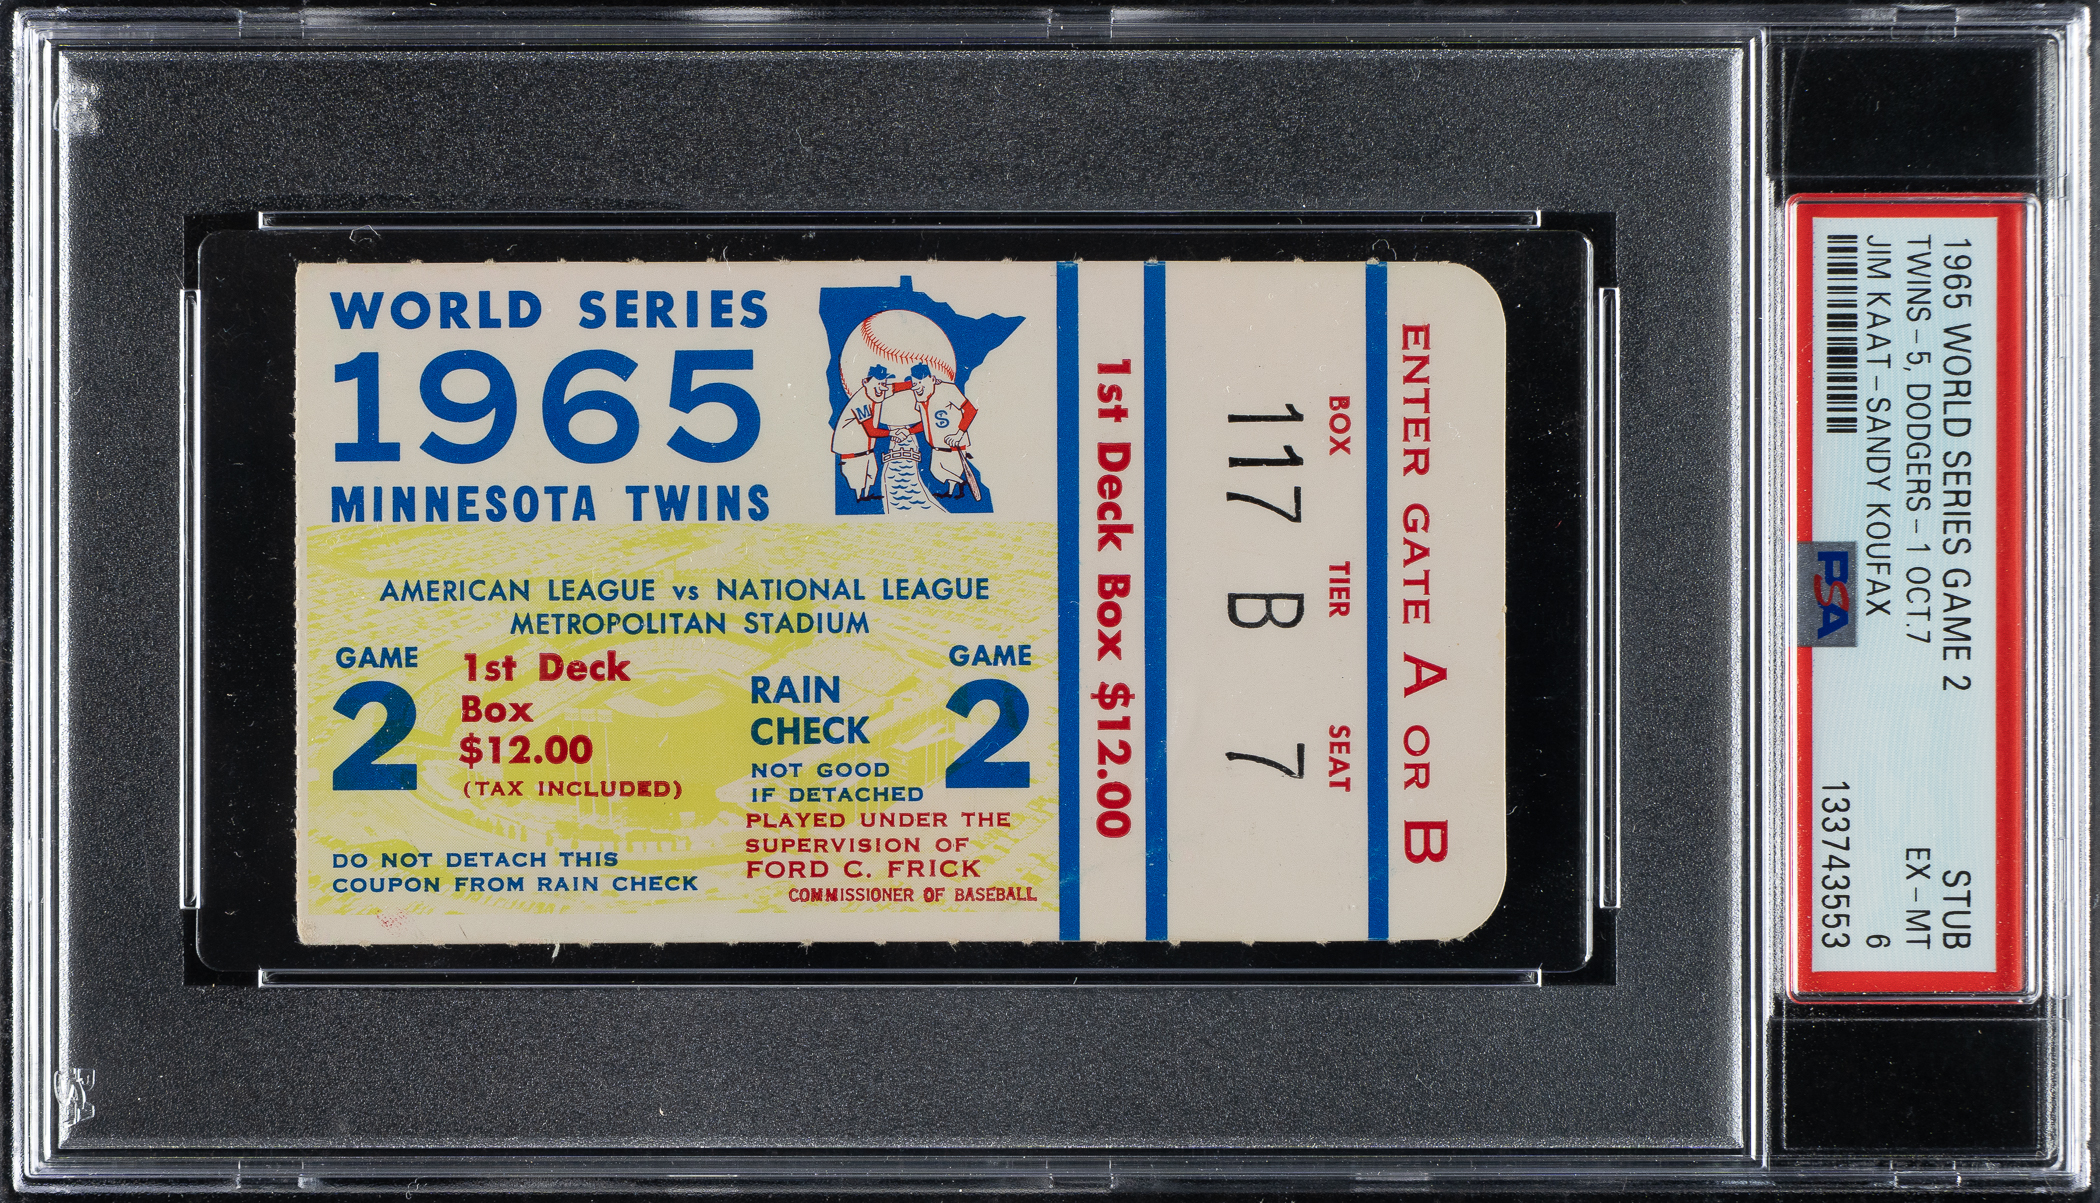 WORLD SERIES
1965
MINNESOTA TWINS
M
S
AMERICAN LEAGUE vs NATIONAL LEAGUE
METROPOLITAN STADIUM
GAME
2
1st Deck
Box
$12.00
(TAX INCLUDED)
DO NOT DETACH THIS
COUPON FROM RAIN CHECK
RAIN
CHECK
NOT GOOD
IF DETACHED
GAME
2
PLAYED UNDER THE
SUPERVISION OF
FORD C. FRICK
COMMISSIONER OF BASEBALL
1st Deck Box $12.00
BOX TIER SEAT
117 B 7
ENTER GATE A OR B
1965 WORLD SERIES GAME 2 STUB
TWINS-5, DODGERS-1 OCT.7 EX-MT
JIM KAAT-SANDY KOUFAX 6
PSA
133743553